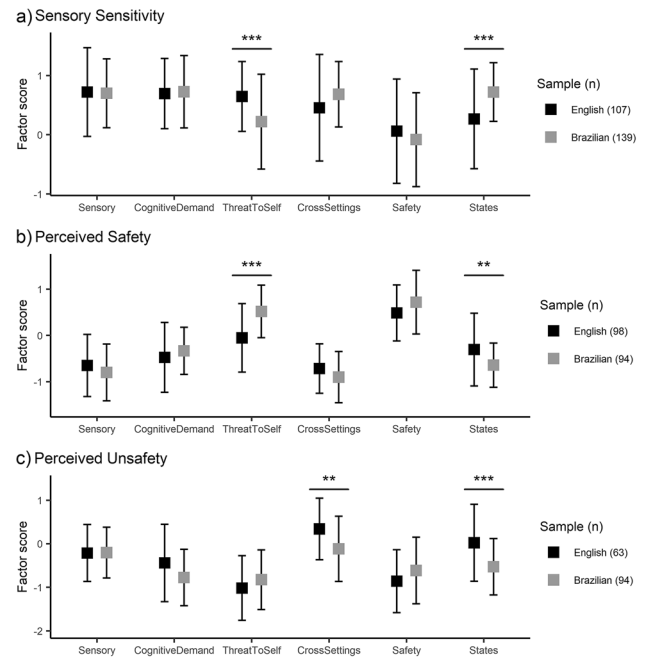 a) Sensory Sensitivity
***
***
1
0
-1
Factor score
Sensory CognitiveDemand ThreatToSelf CrossSettings Safety States
Sample (n)
English (107)
Brazilian (139)
b) Perceived Safety
***
**
1
0
-1
Factor score
Sensory CognitiveDemand ThreatToSelf CrossSettings Safety States
Sample (n)
English (98)
Brazilian (94)
c) Perceived Unsafety
**
***
1
0
-1
-2
Factor score
Sensory CognitiveDemand ThreatToSelf CrossSettings Safety States
Sample (n)
English (63)
Brazilian (94)